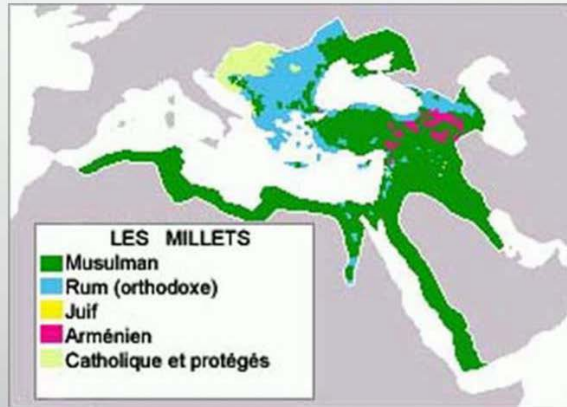 LES MILLETS
Musulman
Rum (orthodoxe)
Juif
Arménien
Catholique et protégés